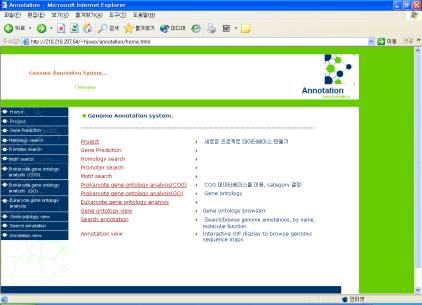 Annotation - Microsoft Internet Explorer
파일(F) 편집(E) 보기(V) 즐겨찾기(A) 도구(T) 도움말(H)
뒤로 검색 즐겨찾기 미디어
주소(D) http://210.218.207.64/~hjseo/annotation/home.html 이동 연결
Genome Annotation System...
Overview
Annotation
Home
Project
Gene Prediction
Homology search
Promoter search
Motif search
Prokaryote gene ontology analysis (COG)
Prokaryote gene ontology analysis (GO)
Eukaryote gene ontology analysis
Gene ontology view
Search annotation
Annotation view
Genome Annotation system.
Project 새로운 프로젝트 데이터베이스 만들기
Gene Prediction
Homology search
Promoter search
Motif search
Prokaryote gene ontology analysis(COG) COG 데이터베이스를 이용, category 결정
Prokaryote gene ontology analysis(GO) Gene ontology
Eukaryote gene ontology analysis
Gene ontology view Gene ontology browser
Search annotation Search/browse genome annotations, by name, molecular function
Annotation view Interactive GIF display to browse genomic sequence maps
인터넷